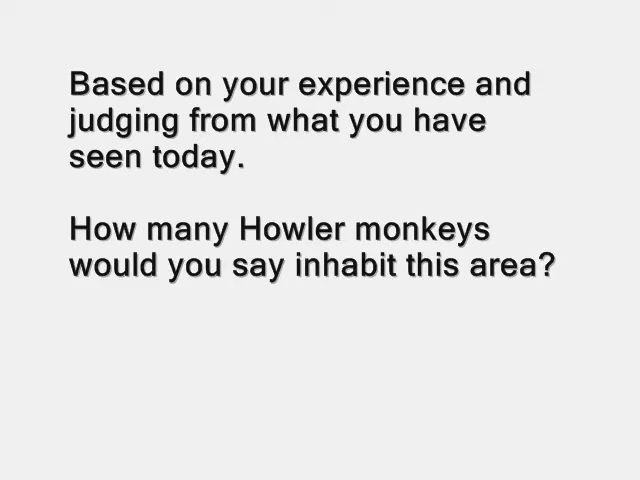 Based on your experience and
judging from what you have
seen today.
How many Howler monkeys
would you say inhabit this area?